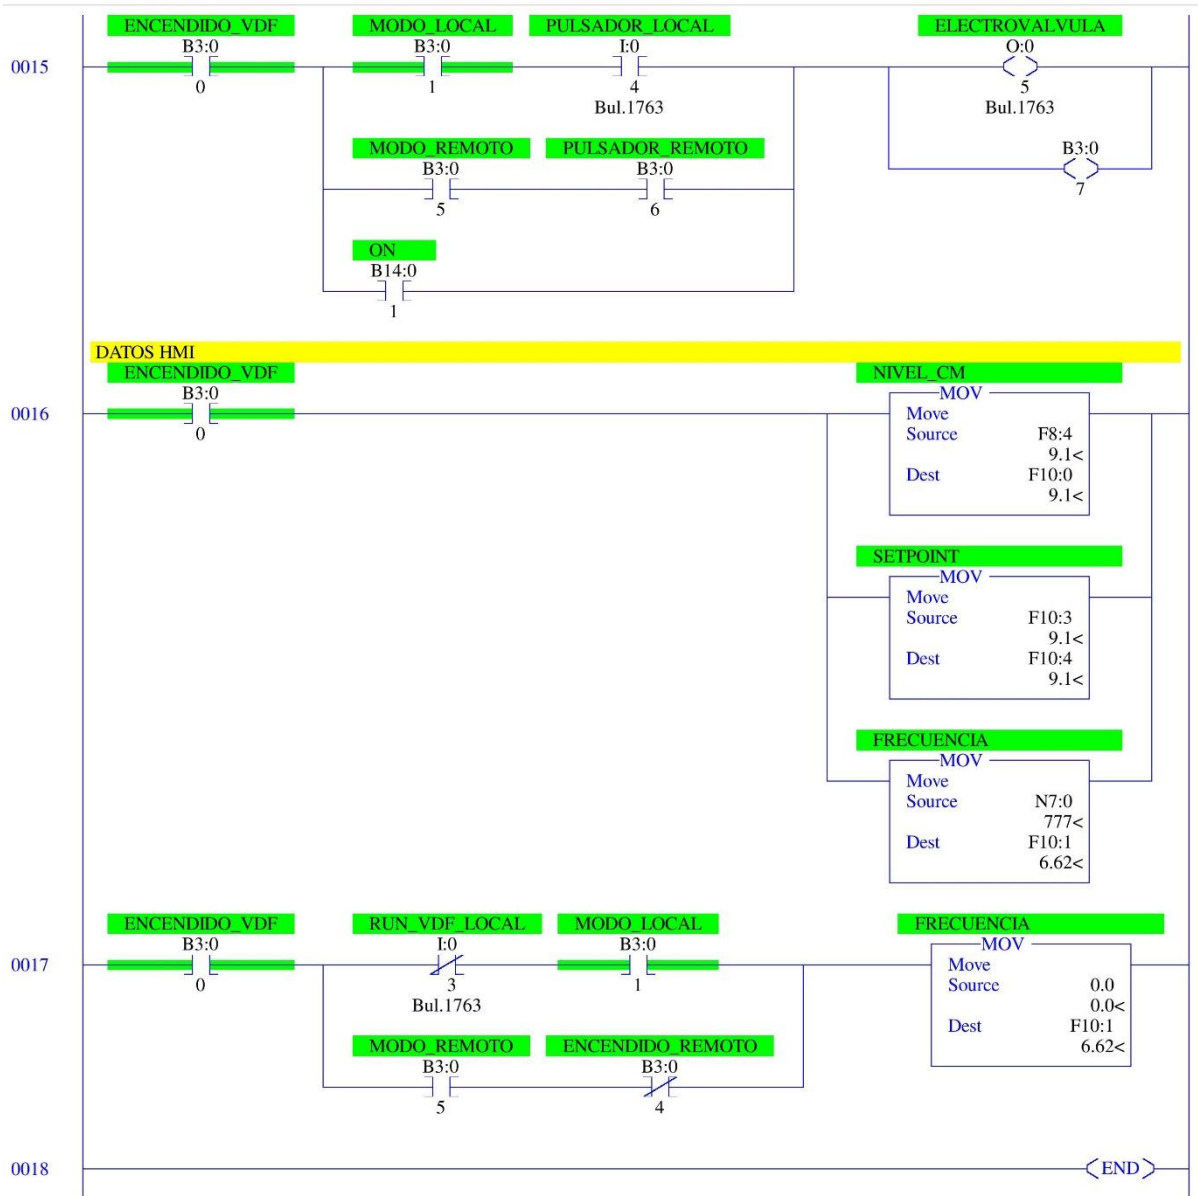 ENCENDIDO_VDF MODO_LOCAL PULSADOR_LOCAL ELECTROVALVULA
B3:0 B3:0 I:0 O:0
0015
0 1 4 5
Bul.1763 Bul.1763
MODO_REMOTO PULSADOR_REMOTO B3:0
B3:0 B3:0
7
5 6
ON
B14:0
1
DATOS HMI
ENCENDIDO_VDF NIVEL_CM
B3:0 MOV
0016 Move
0 Source F8:4
9.1<
Dest F10:0
9.1<
SETPOINT
MOV
Move
Source F10:3
9.1<
Dest F10:4
9.1<
FRECUENCIA
MOV
Move
Source N7:0
777<
Dest F10:1
6.62<
ENCENDIDO_VDF RUN_VDF_LOCAL MODO_LOCAL FRECUENCIA
B3:0 I:0 B3:0 MOV
0017 Move
0 3 1 Source 0.0
Bul.1763 0.0<
Dest F10:1
6.62<
MODO_REMOTO ENCENDIDO_REMOTO
B3:0 B3:0
5 4
0018 END